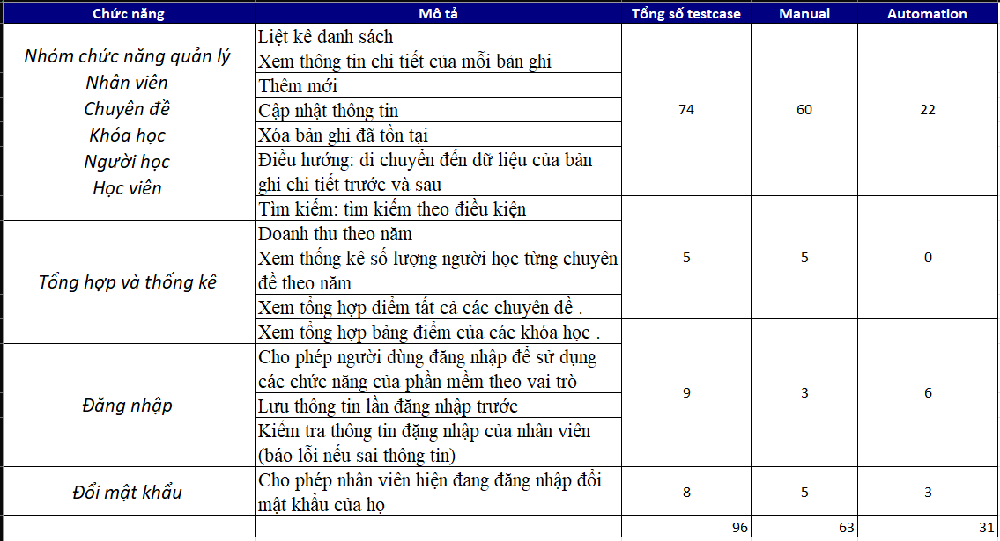 Chức năng Mô tả Tổng số testcase Manual Automation
Nhóm chức năng quản lý
Nhân viên
Chuyên đề
Khóa học
Người học
Học viên
Liệt kê danh sách
Xem thông tin chi tiết của mỗi bản ghi
Thêm mới
Cập nhật thông tin
Xóa bản ghi đã tồn tại
Điều hướng: di chuyển đến dữ liệu của bản
ghi chi tiết trước và sau
Tìm kiếm: tìm kiếm theo điều kiện
74 60 22
Tổng hợp và thống kê
Doanh thu theo năm
Xem thống kê số lượng người học từng chuyên
đề theo năm
Xem tổng hợp điểm tất cả các chuyên đề .
Xem tổng hợp bảng điểm của các khóa học .
5 5 0
Đăng nhập
Cho phép người dùng đăng nhập để sử dụng
các chức năng của phần mềm theo vai trò
Lưu thông tin lần đăng nhập trước
Kiểm tra thông tin đặng nhập của nhân viên
(báo lỗi nếu sai thông tin)
9 3 6
Đổi mật khẩu
Cho phép nhân viên hiện đang đăng nhập đổi
mật khẩu của họ
8 5 3
96 63 31